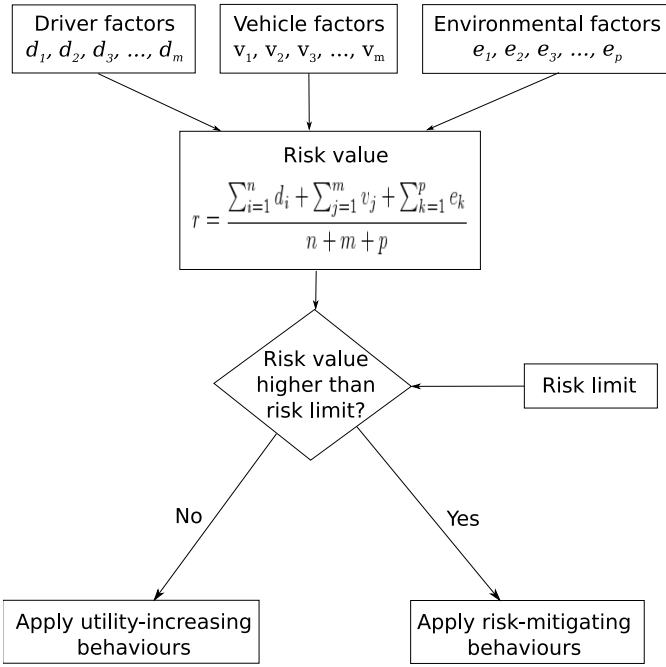 Driver factors
d₁, d₂, d₃, ..., dₘ
Vehicle factors
v₁, v₂, v₃, ..., vₘ
Environmental factors
e₁, e₂, e₃, ..., eₚ
Risk value
r = (∑ⁿᵢ₌₁ dᵢ + ∑ᵐⱼ₌₁ vⱼ + ∑ᵖₖ₌₁ eₖ) / (n + m + p)
Risk value
higher than
risk limit?
Risk limit
No
Yes
Apply utility-increasing
behaviours
Apply risk-mitigating
behaviours